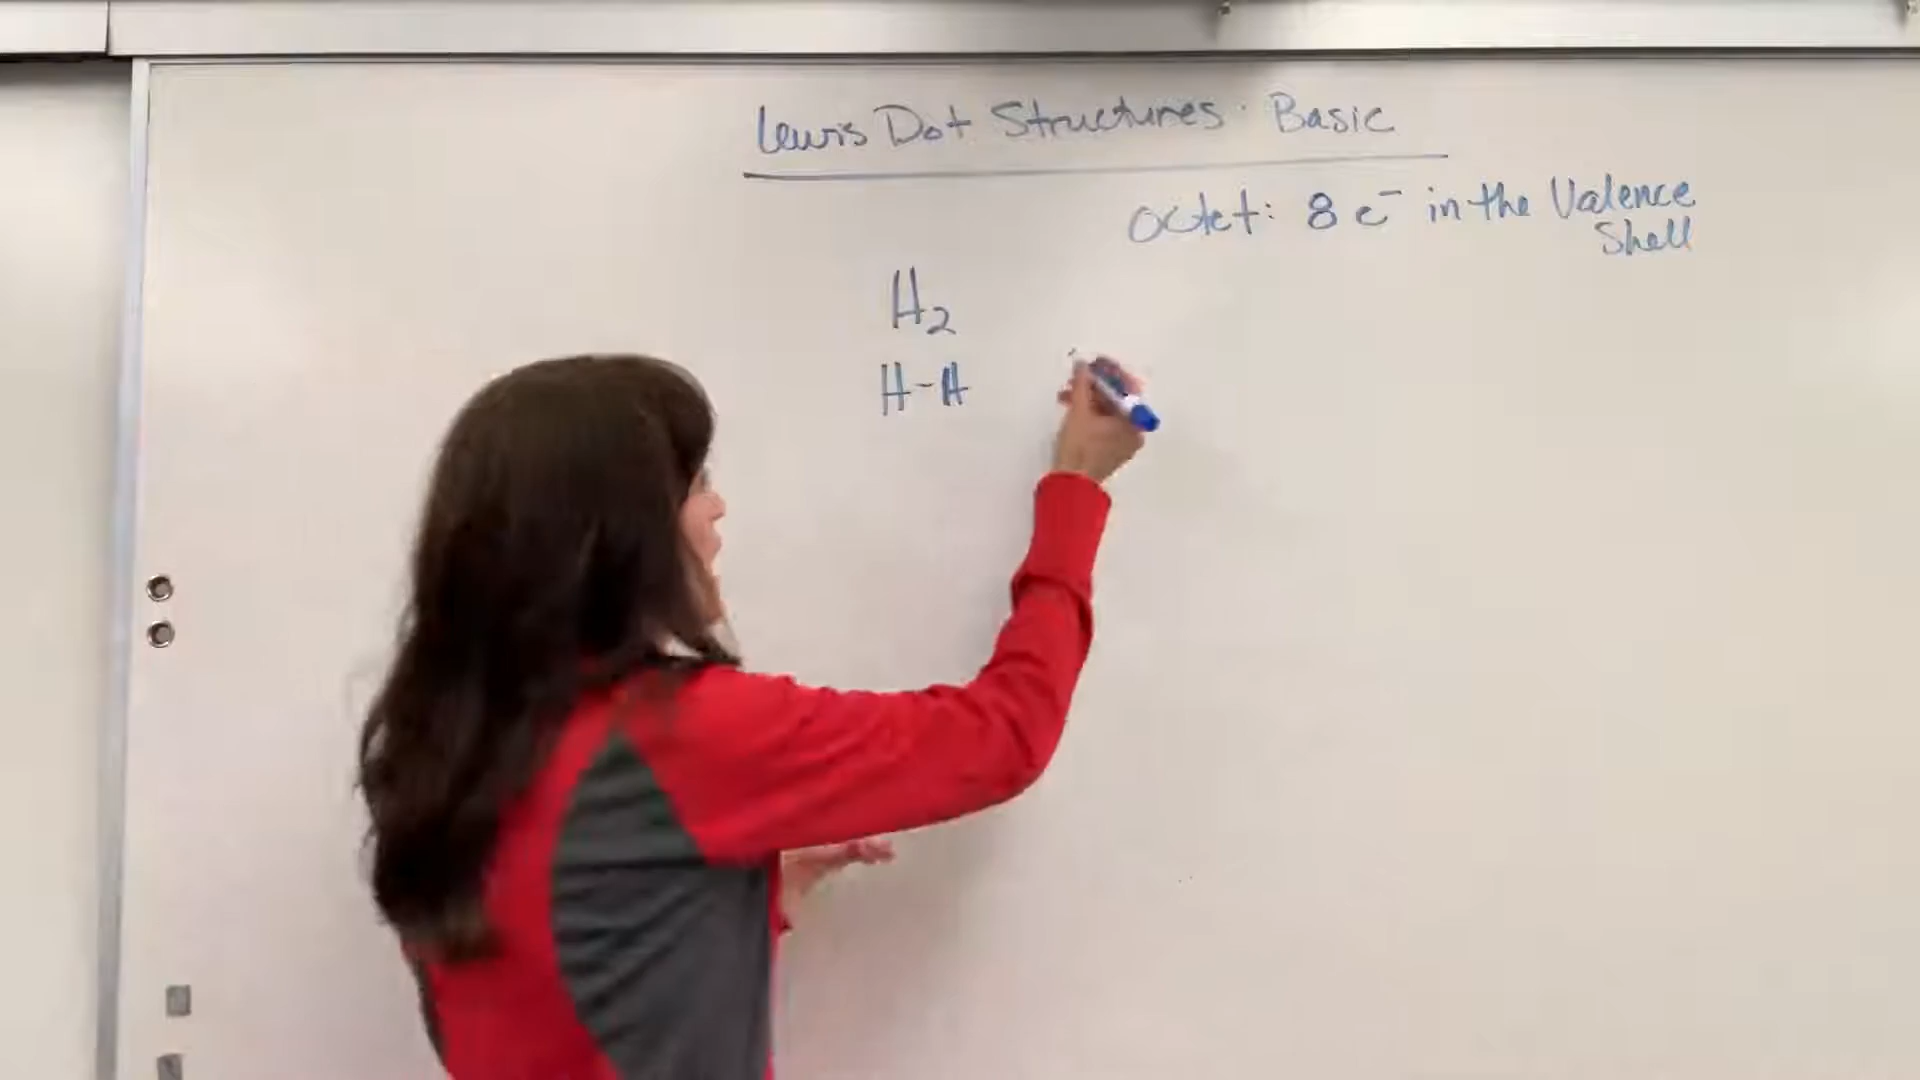 Lewis Dot Structures · Basic
Octet: 8 e⁻ in the Valence
Shell
H₂
H-H